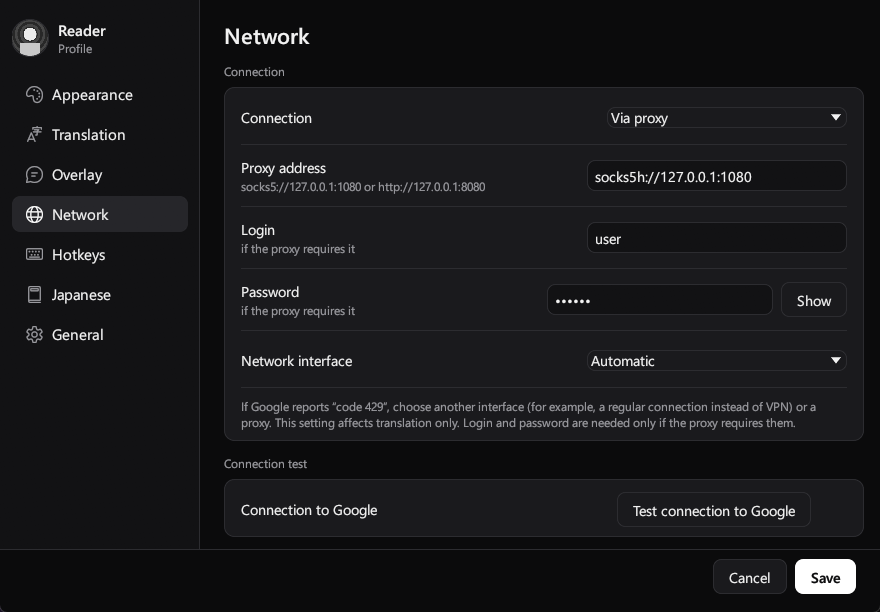 Reader
Profile
Appearance
Translation
Overlay
Network
Hotkeys
Japanese
General
Network
Connection
Connection
Via proxy
Proxy address
socks5://127.0.0.1:1080 or http://127.0.0.1:8080
socks5h://127.0.0.1:1080
Login
if the proxy requires it
user
Password
if the proxy requires it
••••••
Show
Network interface
Automatic
If Google reports "code 429", choose another interface (for example, a regular connection instead of VPN) or a
proxy. This setting affects translation only. Login and password are needed only if the proxy requires them.
Connection test
Connection to Google
Test connection to Google
Cancel
Save